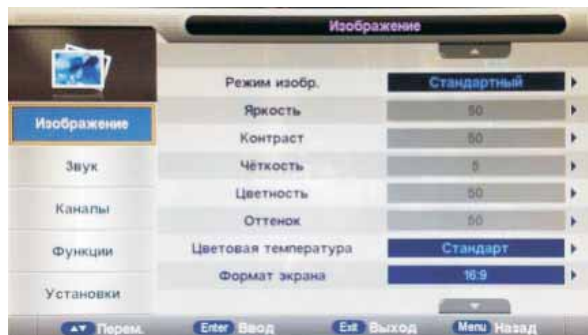 Изображение
Режим изобр. Стандартный
Яркость 50
Контраст 50
Чёткость 5
Цветность 50
Оттенок 50
Цветовая температура Стандарт
Формат экрана 16:9
Изображение
Звук
Каналы
Функции
Установки
Перем. Enter Ввод Exit Выход Menu Назад